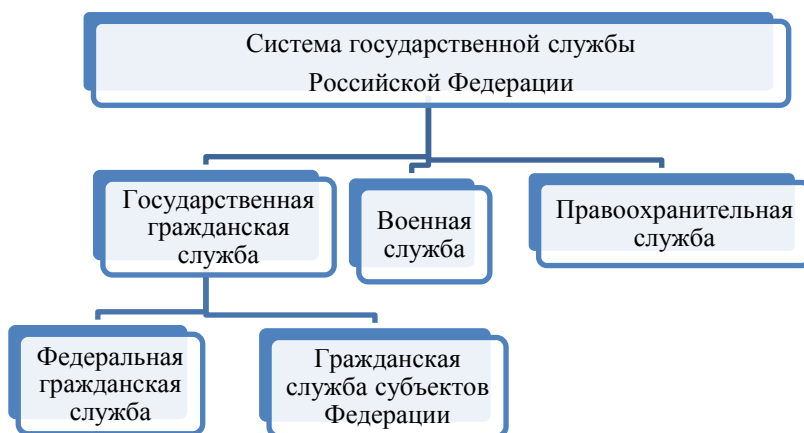 Система государственной службы
Российской Федерации
Государственная
гражданская
служба
Военная
служба
Правоохранительная
служба
Федеральная
гражданская
служба
Гражданская
служба субъектов
Федерации